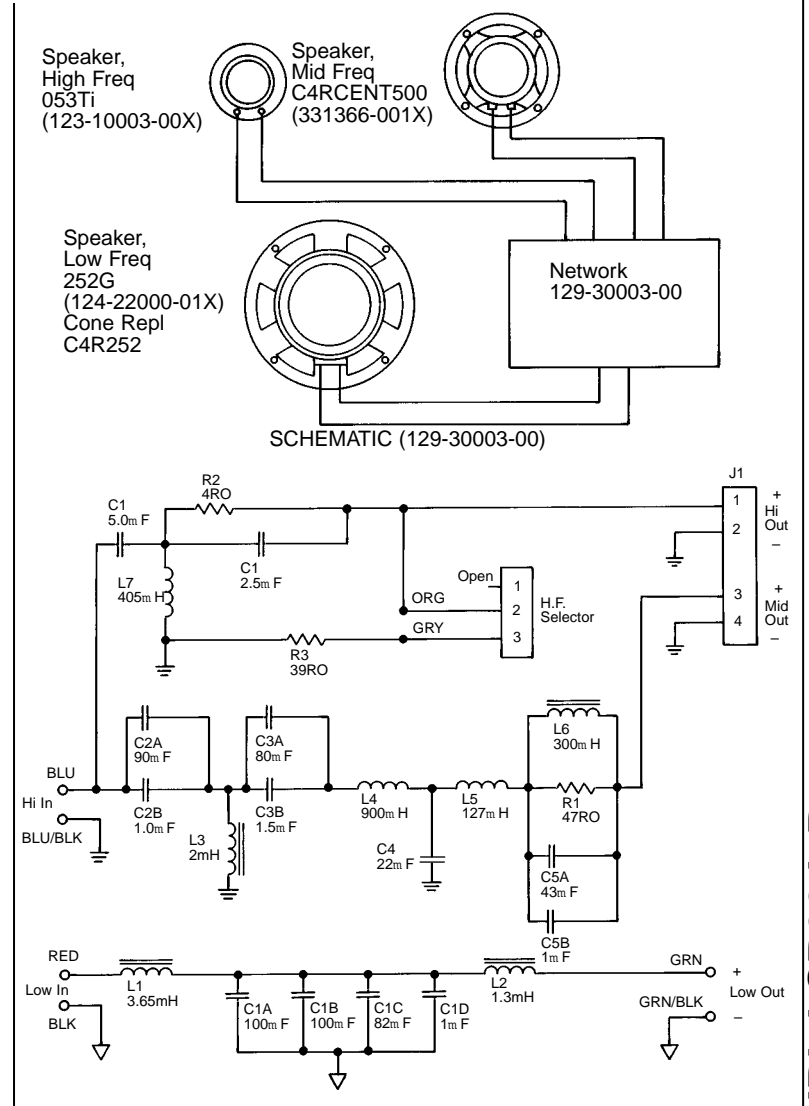 Speaker,
High Freq
053Ti
(123-10003-00X)
Speaker,
Mid Freq
C4RCENT500
(331366-001X)
Speaker,
Low Freq
252G
(124-22000-01X)
Cone Repl
C4R252
Network
129-30003-00
SCHEMATIC (129-30003-00)
J1
R2
4RO
C1
5.0m F
C1
2.5m F
L7
405m H
1
2
3
4
+
Hi
Out
–
+
Mid
Out
–
Open
ORG
GRY
1
2
3
H.F.
Selector
R3
39RO
C2A
90m F
C3A
80m F
L6
300m H
BLU
Hi In
BLU/BLK
C2B
1.0m F
L3
2mH
C3B
1.5m F
L4
900m H
C4
22m F
L5
127m H
R1
47RO
C5A
43m F
C5B
1m F
RED
Low In
BLK
L1
3.65mH
C1A
100m F
C1B
100m F
C1C
82m F
C1D
1m F
L2
1.3mH
GRN
+
Low Out
GRN/BLK
–